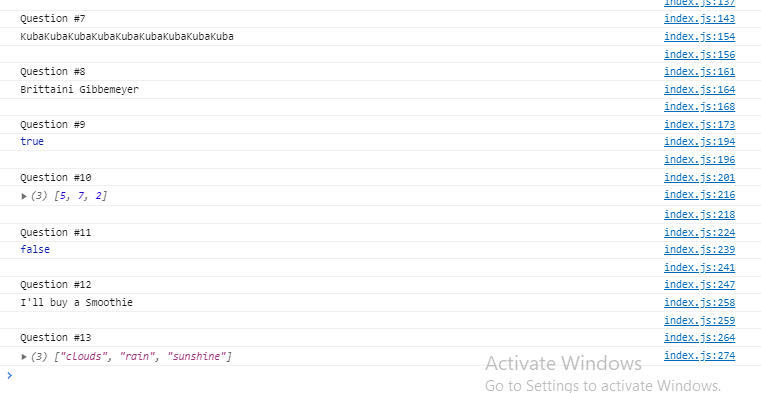 index.js:137
Question #7 index.js:143
KubaKubaKubaKubaKubaKubaKubaKubaKuba index.js:154
index.js:156
Question #8 index.js:161
Brittaini Gibbemeyer index.js:164
index.js:168
Question #9 index.js:173
true index.js:194
index.js:196
Question #10 index.js:201
(3) [5, 7, 2] index.js:216
index.js:218
Question #11 index.js:224
false index.js:239
index.js:241
Question #12 index.js:247
I'll buy a Smoothie index.js:258
index.js:259
Question #13 index.js:264
(3) ["clouds", "rain", "sunshine"] index.js:274
Activate Windows
Go to Settings to activate Windows.